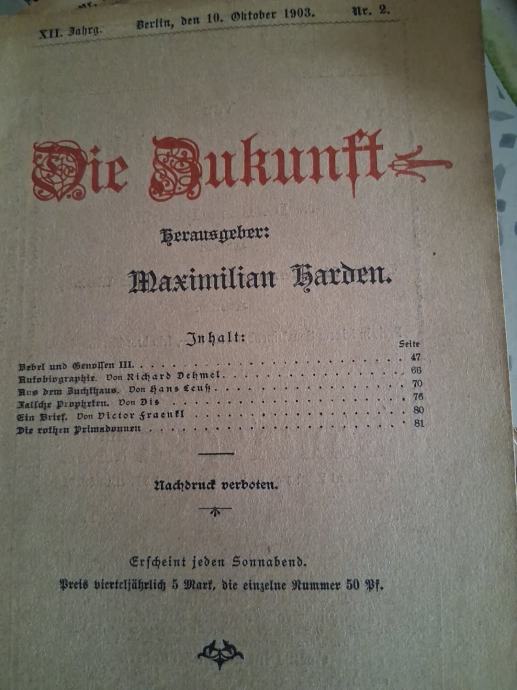 XII. Jahrg. Berlin, den 10. Oktober 1903. Nr. 2.
Die Zukunft
Herausgeber:
Maximilian Harden.
Inhalt:
Seite
Bebel und Genossen III. 47
Autobiographie. Von Richard Dehmel. 66
Aus dem Zuchthaus. Von Hans Leuß. 70
Falsche Propheten. Von Dis 76
Ein Brief. Von Victor Fraenkl 80
Die rothen Primadonnen 81
Nachdruck verboten.
Erscheint jeden Sonnabend.
Preis vierteljährlich 5 Mark, die einzelne Nummer 50 Pf.